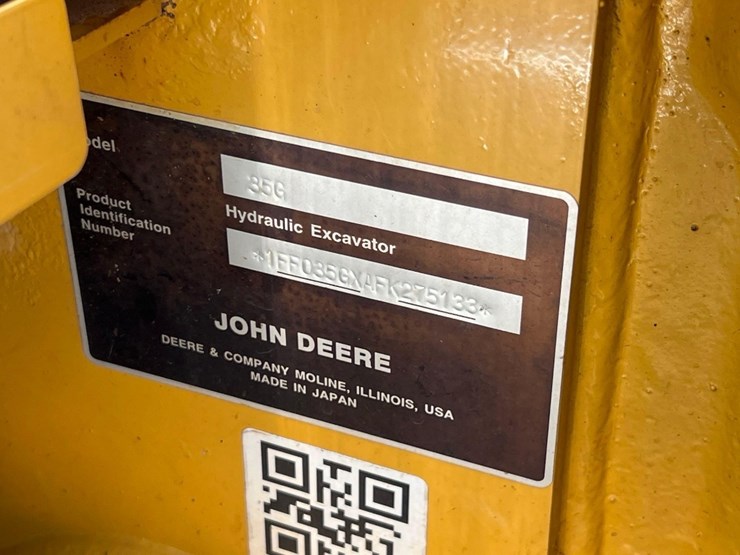 odel
35G
Hydraulic Excavator
Product
Identification
Number
*1FF035GXAFK275133*
JOHN DEERE
DEERE & COMPANY MOLINE, ILLINOIS, USA
MADE IN JAPAN